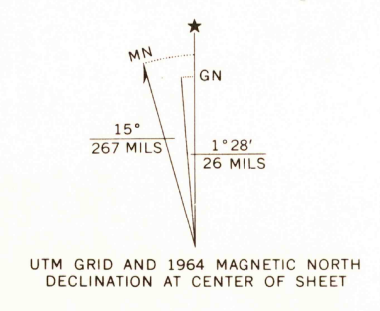 ★
MN
GN
15°
267 MILS
1°28′
26 MILS
UTM GRID AND 1964 MAGNETIC NORTH
DECLINATION AT CENTER OF SHEET